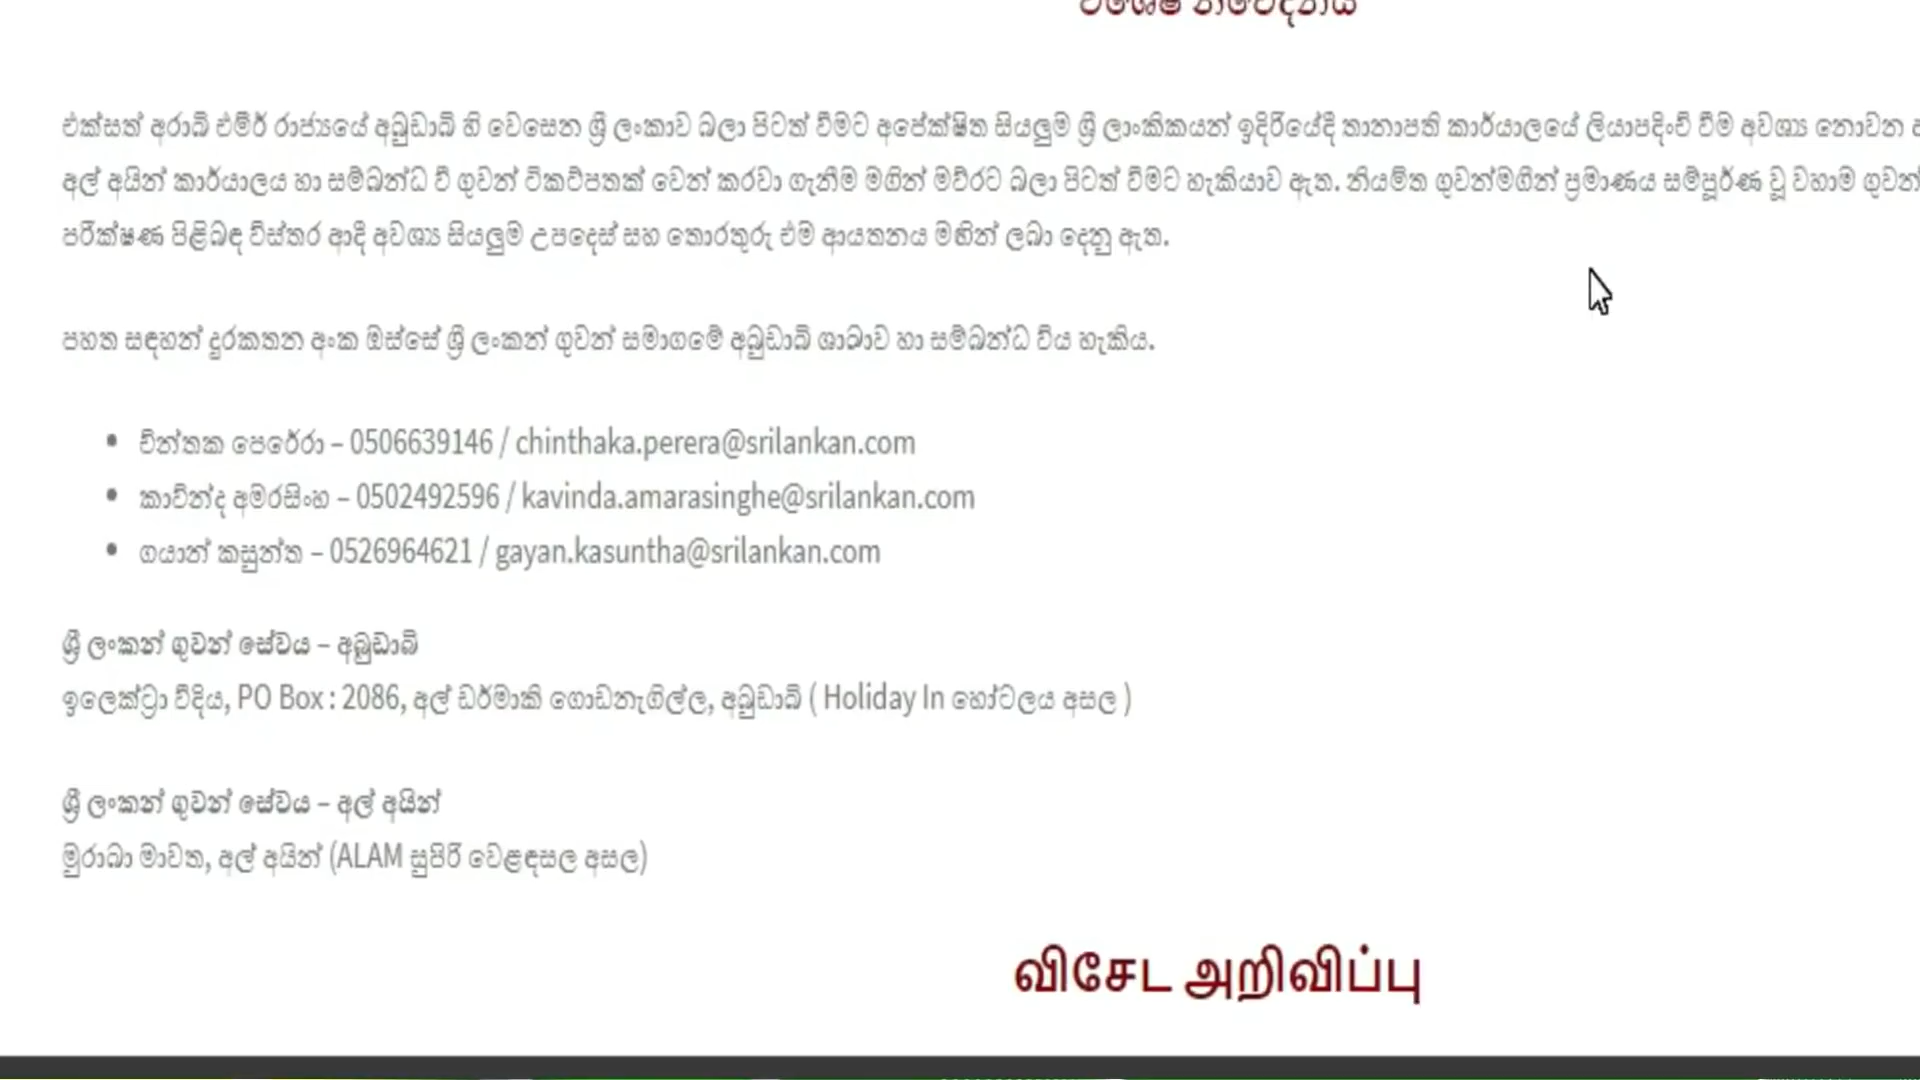 විශේෂ නිවේදනය
එක්සත් අරාබි එමීර් රාජ්‍යයේ අබුඩාබි හි වෙසෙන ශ්‍රී ලංකාව බලා පිටත් වීමට අපේක්ෂිත සියලුම ශ්‍රී ලාංකිකයන් ඉදිරියේදී තානාපති කාර්යාලයේ ලියාපදිංචි වීම අවශ්‍ය නොවන
අල් අයින් කාර්යාලය හා සම්බන්ධ වී ගුවන් ටිකට්පතක් වෙන් කරවා ගැනීම මගින් මව්රට බලා පිටත් වීමට හැකියාව ඇත. නියමිත ගුවන්මගීන් ප්‍රමාණය සම්පූර්ණ වූ වහාම ගුවන්
පරීක්ෂණ පිළිබඳ විස්තර ආදි අවශ්‍ය සියලුම උපදෙස් සහ තොරතුරු එම ආයතනය මඟින් ලබා දෙනු ඇත.
පහත සඳහන් දුරකතන අංක ඔස්සේ ශ්‍රී ලංකන් ගුවන් සමාගමේ අබුඩාබි ශාඛාව හා සම්බන්ධ විය හැකිය.
• චින්තක පෙරේරා – 0506639146 / chinthaka.perera@srilankan.com
• කාවින්ද අමරසිංහ – 0502492596 / kavinda.amarasinghe@srilankan.com
• ගයාන් කසුන්ත – 0526964621 / gayan.kasuntha@srilankan.com
ශ්‍රී ලංකන් ගුවන් සේවය – අබුඩාබි
ඉලෙක්ට්‍රා වීදිය, PO Box : 2086, අල් ඩර්මාකි ගොඩනැගිල්ල, අබුඩාබි ( Holiday In හෝටලය අසල )
ශ්‍රී ලංකන් ගුවන් සේවය – අල් අයින්
මුරාබා මාවත, අල් අයින් (ALAM සුපිරි වෙළඳසල අසල)
விசேட அறிவிப்பு